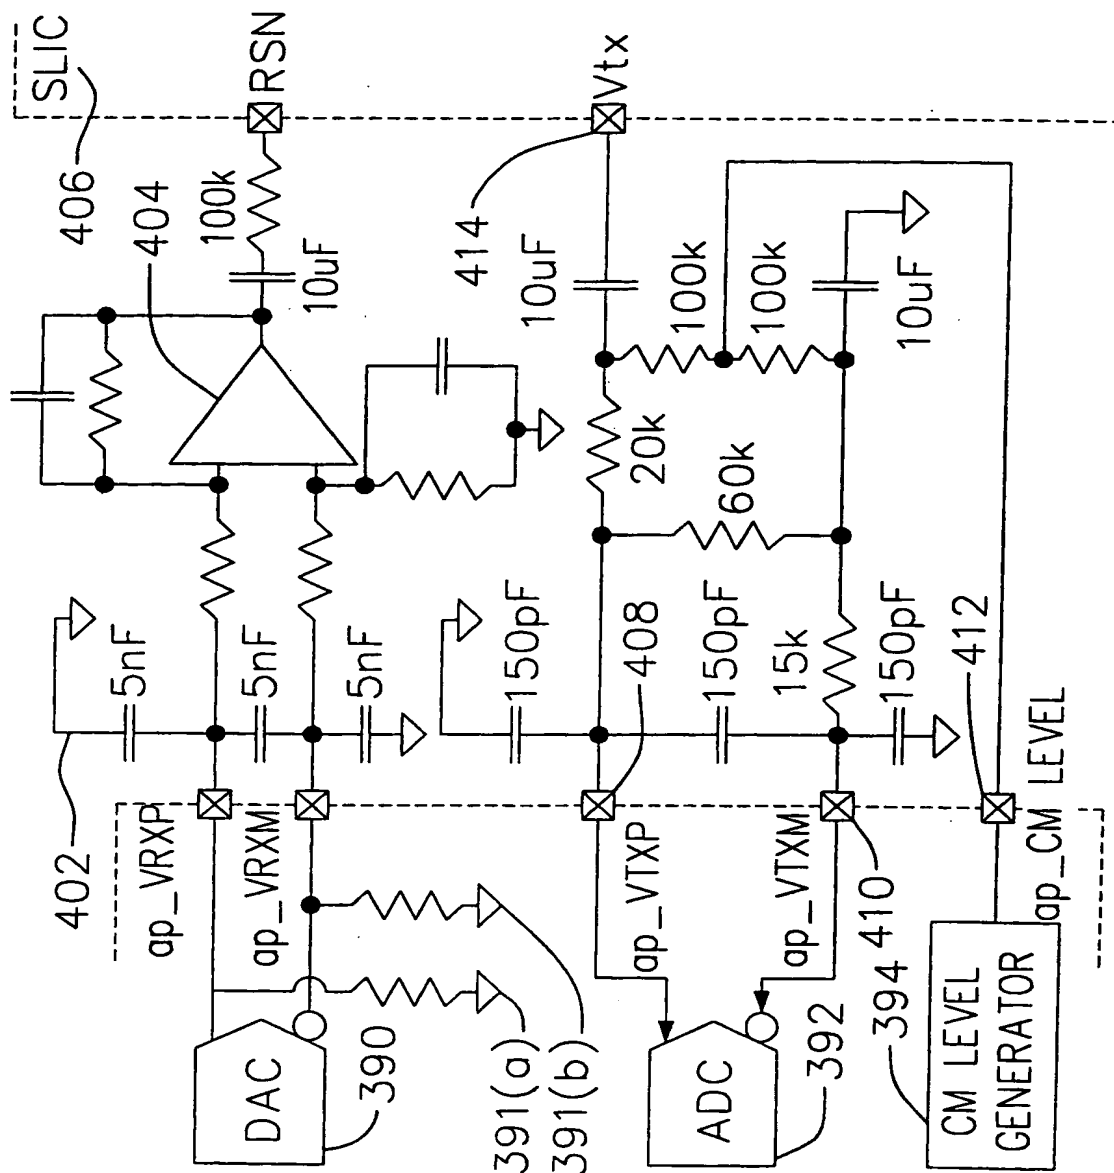 SLIC
406
RSN
404
100k
10uF
402
5nF
5nF
5nF
ap_VRXP
ap_VRXM
DAC
390
391(a)
391(b)
Vtx
414
10uF
100k
100k
10uF
20k
60k
150pF
150pF
15k
150pF
408
410
412
ap_VTXP
ap_VTXM
ap_CM LEVEL
ADC
392
394
CM LEVEL
GENERATOR